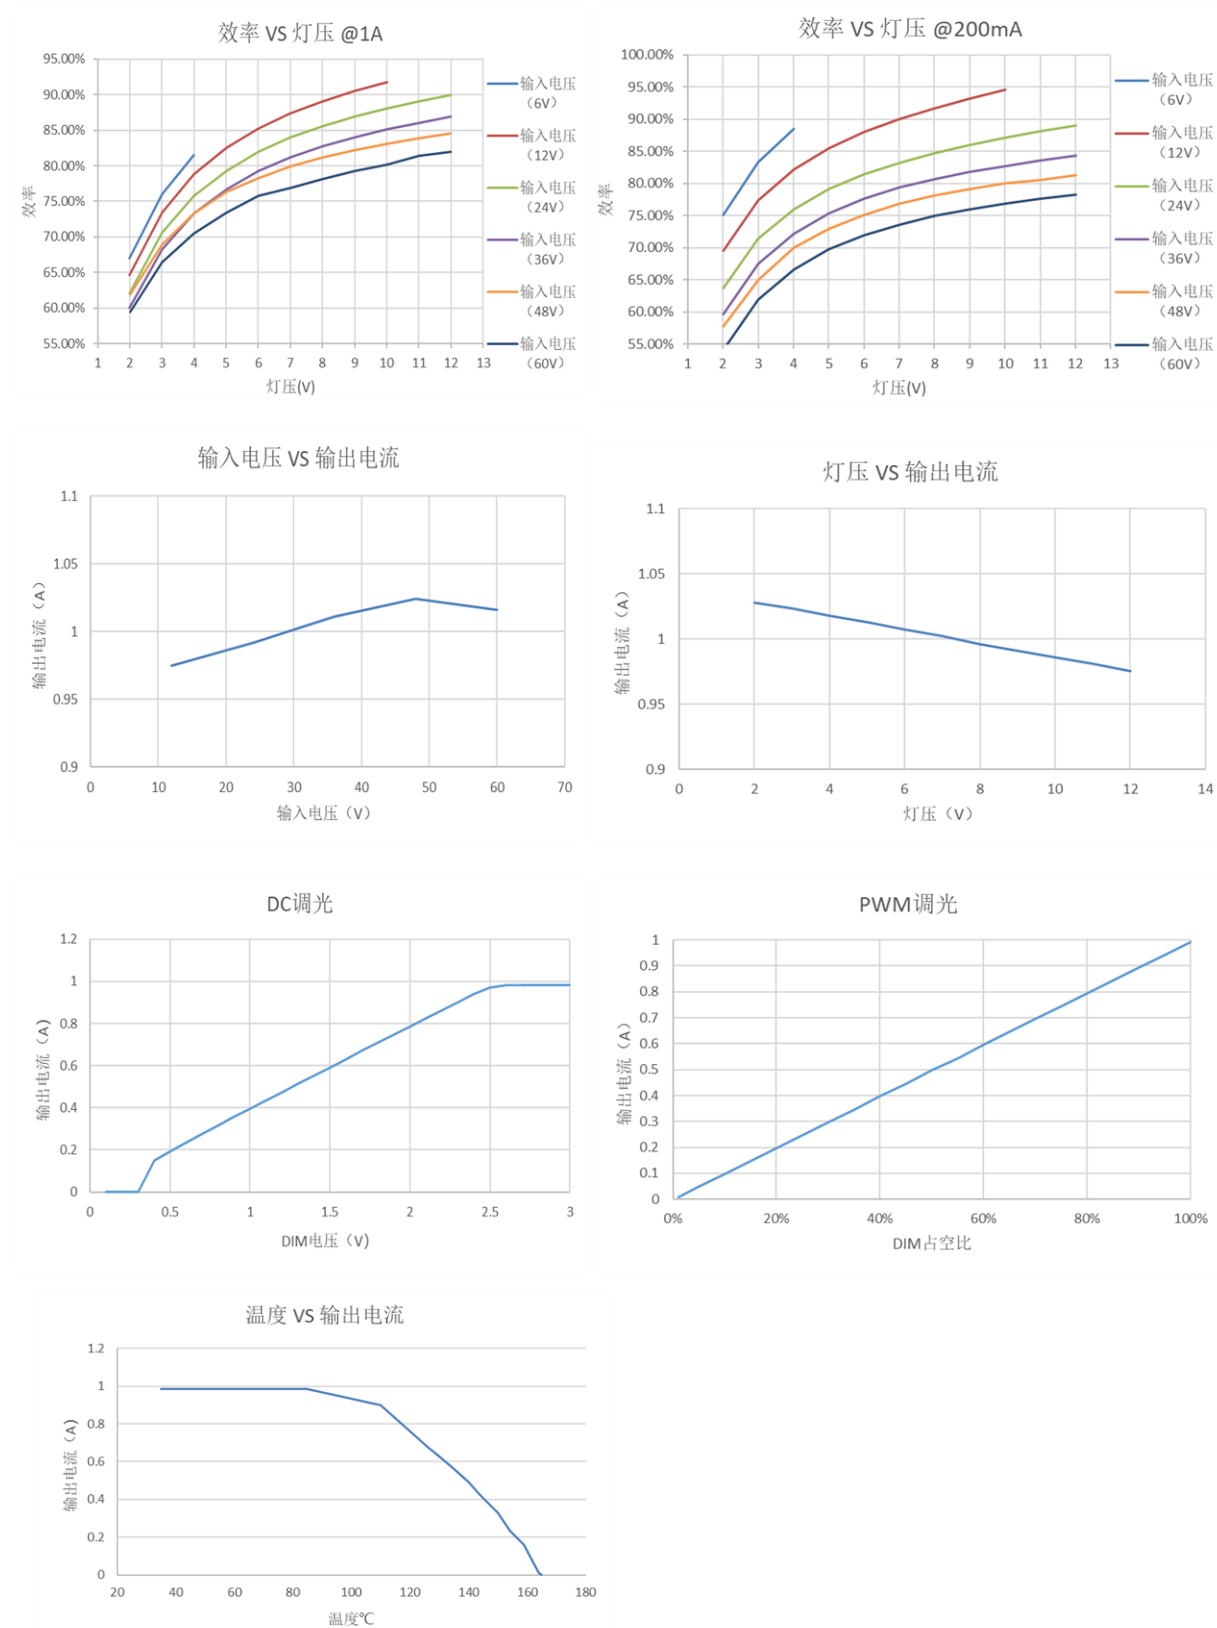 效率 VS 灯压 @1A
95.00%
90.00%
85.00%
80.00%
75.00%
70.00%
65.00%
60.00%
55.00%
效率
1 2 3 4 5 6 7 8 9 10 11 12 13
灯压(V)
输入电压
（6V）
输入电压
（12V）
输入电压
（24V）
输入电压
（36V）
输入电压
（48V）
输入电压
（60V）
效率 VS 灯压 @200mA
100.00%
95.00%
90.00%
85.00%
80.00%
75.00%
70.00%
65.00%
60.00%
55.00%
效率
1 2 3 4 5 6 7 8 9 10 11 12 13
灯压(V)
输入电压
（6V）
输入电压
（12V）
输入电压
（24V）
输入电压
（36V）
输入电压
（48V）
输入电压
（60V）
输入电压 VS 输出电流
1.1
1.05
1
0.95
0.9
输出电流（A）
0 10 20 30 40 50 60 70
输入电压（V）
灯压 VS 输出电流
1.1
1.05
1
0.95
0.9
输出电流（A）
0 2 4 6 8 10 12 14
灯压（V）
DC调光
1.2
1
0.8
0.6
0.4
0.2
0
输出电流（A)
0 0.5 1 1.5 2 2.5 3
DIM电压（V)
PWM调光
1
0.9
0.8
0.7
0.6
0.5
0.4
0.3
0.2
0.1
0
输出电流（A）
0% 20% 40% 60% 80% 100%
DIM占空比
温度 VS 输出电流
1.2
1
0.8
0.6
0.4
0.2
0
输出电流（A)
20 40 60 80 100 120 140 160 180
温度℃